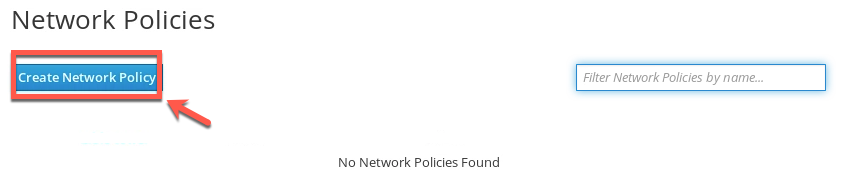 Network Policies
Create Network Policy
Filter Network Policies by name...
No Network Policies Found